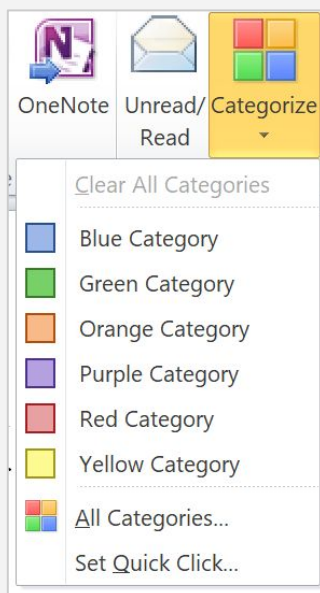 OneNote
Unread/
Read
Categorize
Clear All Categories
Blue Category
Green Category
Orange Category
Purple Category
Red Category
Yellow Category
All Categories...
Set Quick Click...